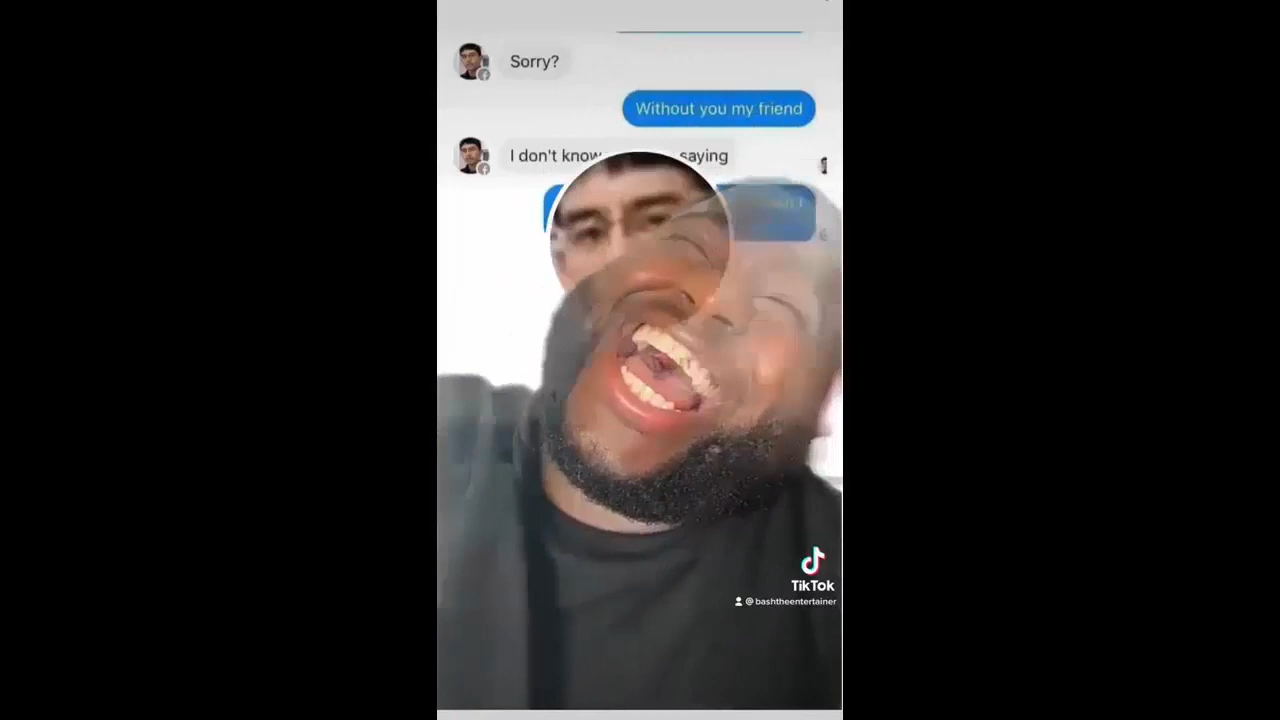 Sorry?
Without you my friend
I don't know saying
TikTok
@bashtheentertainer